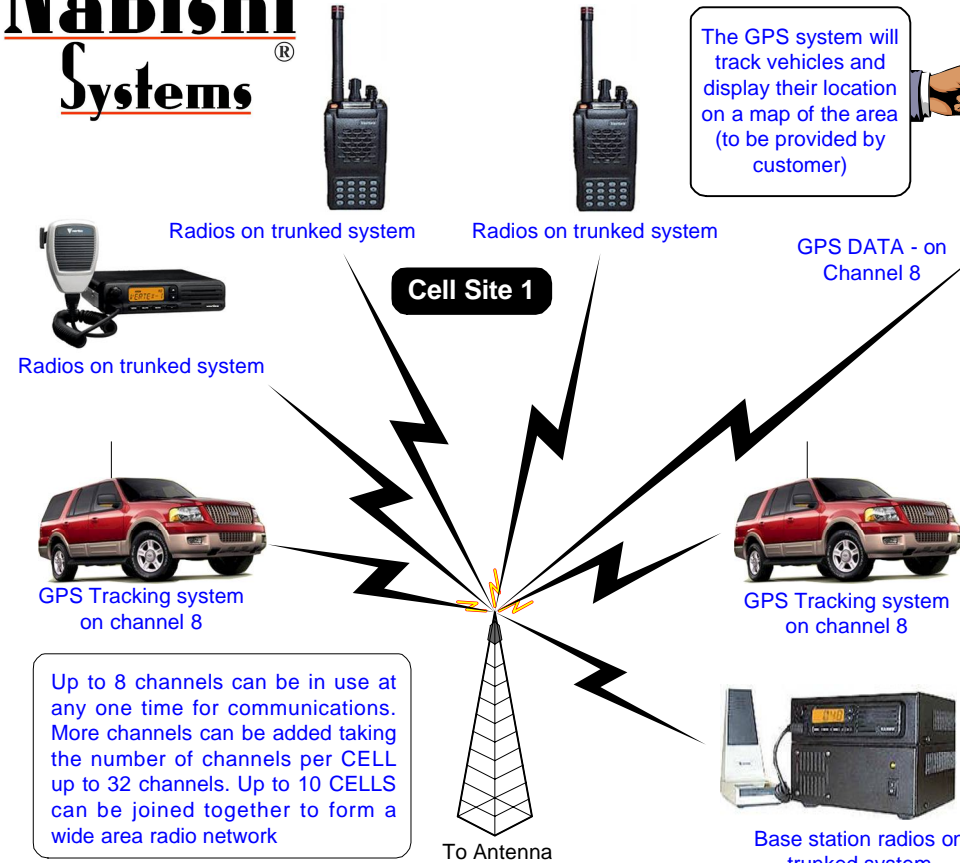 Nabishi
Systems
®
The GPS system will
track vehicles and
display their location
on a map of the area
(to be provided by
customer)
Radios on trunked system
Radios on trunked system
GPS DATA - on
Channel 8
Cell Site 1
VERTEX-1
Radios on trunked system
GPS Tracking system
on channel 8
GPS Tracking system
on channel 8
Up to 8 channels can be in use at
any one time for communications.
More channels can be added taking
the number of channels per CELL
up to 32 channels. Up to 10 CELLS
can be joined together to form a
wide area radio network
To Antenna
Base station radios on
trunked system